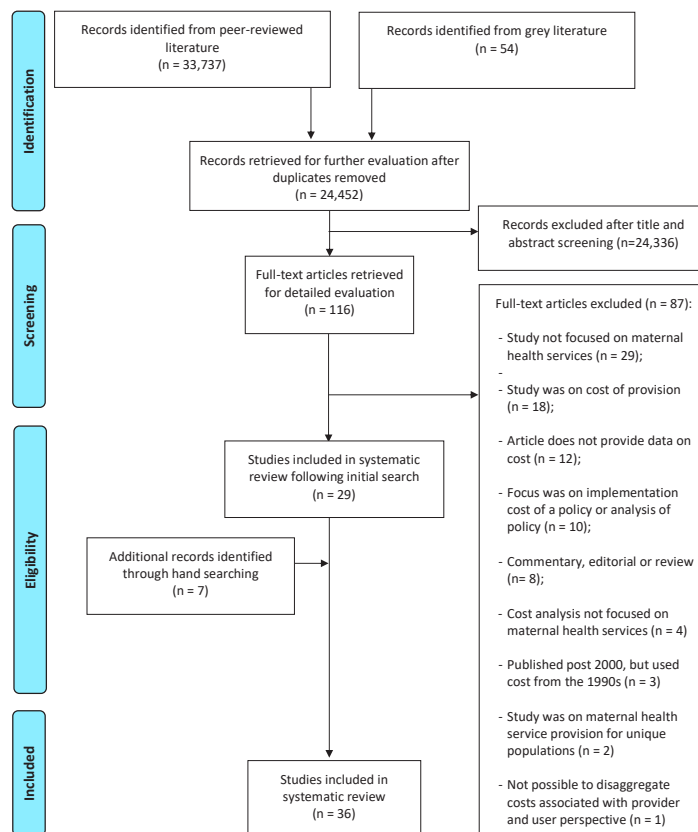 Identification
Records identified from peer-reviewed
literature
(n = 33,737)
Records identified from grey literature
(n = 54)
Records retrieved for further evaluation after
duplicates removed
(n = 24,452)
Screening
Records excluded after title and
abstract screening (n=24,336)
Full-text articles retrieved
for detailed evaluation
(n = 116)
Full-text articles excluded (n = 87):
- Study not focused on maternal
health services (n = 29);
-
- Study was on cost of provision
(n = 18);
- Article does not provide data on
cost (n = 12);
- Focus was on implementation
cost of a policy or analysis of
policy (n = 10);
- Commentary, editorial or review
(n= 8);
- Cost analysis not focused on
maternal health services (n = 4)
- Published post 2000, but used
cost from the 1990s (n = 3)
- Study was on maternal health
service provision for unique
populations (n = 2)
- Not possible to disaggregate
costs associated with provider
and user perspective (n = 1)
Eligibility
Studies included in systematic
review following initial search
(n = 29)
Additional records identified
through hand searching
(n = 7)
Included
Studies included in
systematic review
(n = 36)